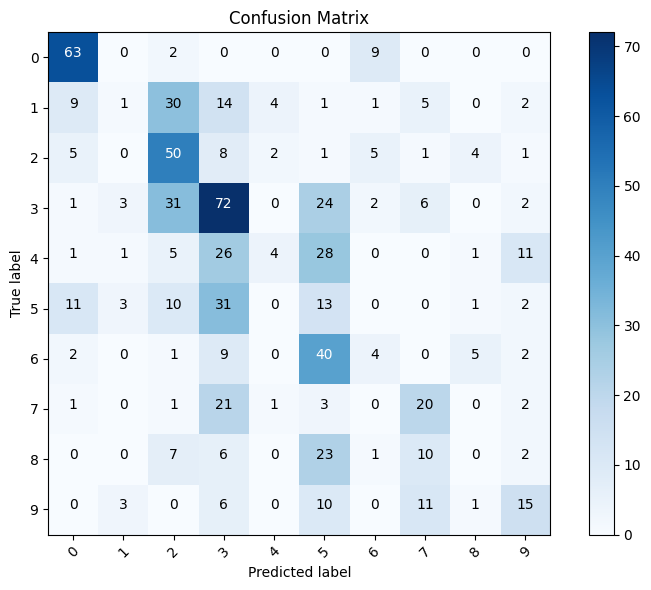 Confusion Matrix
0 63 0 2 0 0 0 9 0 0 0
1 9 1 30 14 4 1 1 5 0 2
2 5 0 50 8 2 1 5 1 4 1
3 1 3 31 72 0 24 2 6 0 2
4 1 1 5 26 4 28 0 0 1 11
5 11 3 10 31 0 13 0 0 1 2
6 2 0 1 9 0 40 4 0 5 2
7 1 0 1 21 1 3 0 20 0 2
8 0 0 7 6 0 23 1 10 0 2
9 0 3 0 6 0 10 0 11 1 15
0 1 2 3 4 5 6 7 8 9
Predicted label
True label
70
60
50
40
30
20
10
0